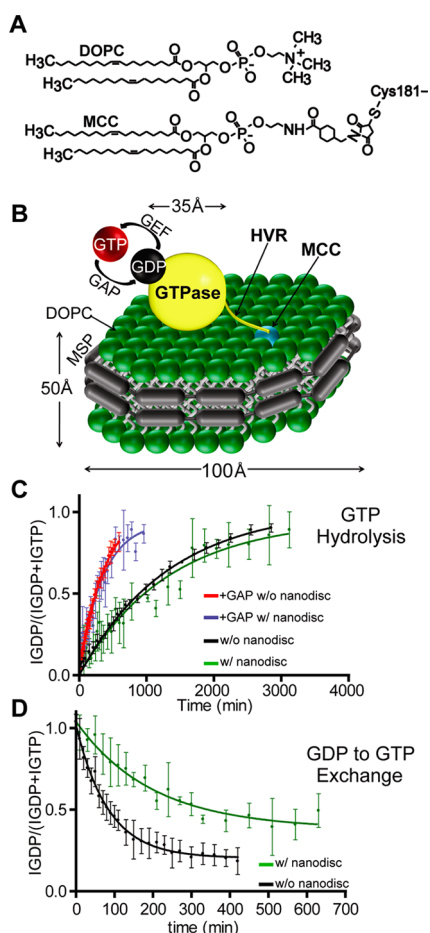 A
DOPC
H3C
H3C
O
O
O
O
O
P
O
O-
N+
CH3
CH3
CH3
MCC
H3C
H3C
O
O
O
O
O
P
O
O-
NH
O
N
O
O
S
Cys181–
B
35Å
GEF
GTP
GDP
GAP
HVR
MCC
GTPase
DOPC
MSP
50Å
100Å
C
GTP
Hydrolysis
IGDP/(IGDP+IGTP)
1.0
0.5
0.0
+GAP w/o nanodisc
+GAP w/ nanodisc
w/o nanodisc
w/ nanodisc
0 1000 2000 3000 4000
Time (min)
D
GDP to GTP
Exchange
IGDP/(IGDP+IGTP)
1.0
0.5
0.0
w/ nanodisc
w/o nanodisc
0 100 200 300 400 500 600 700
time (min)